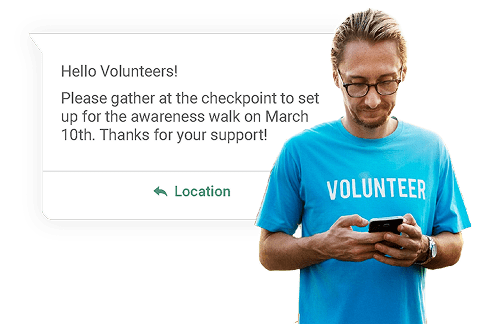 Hello Volunteers!
Please gather at the checkpoint to set
up for the awareness walk on March
10th. Thanks for your support!
Location
VOLUNTEER